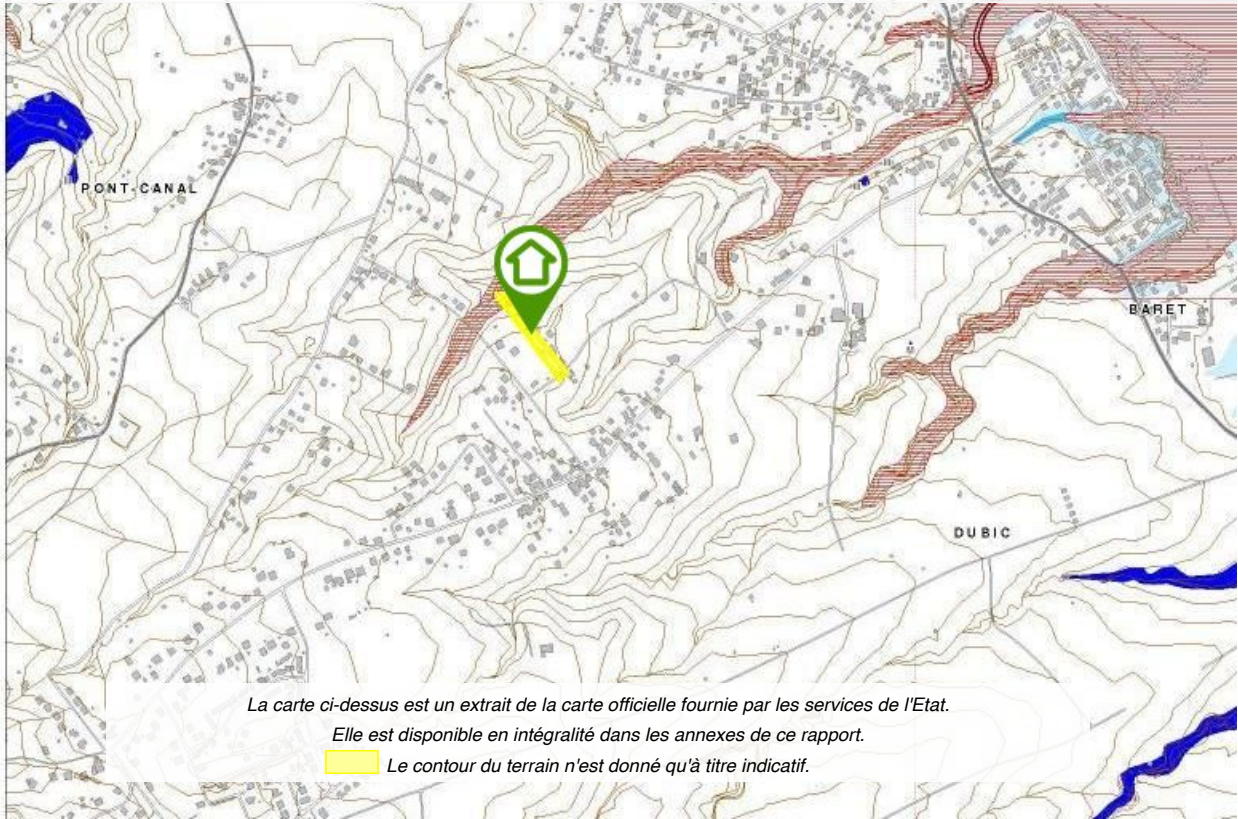 PONT-CANAL
BARET
DUBIC
La carte ci-dessus est un extrait de la carte officielle fournie par les services de l'Etat.
Elle est disponible en intégralité dans les annexes de ce rapport.
Le contour du terrain n'est donné qu'à titre indicatif.